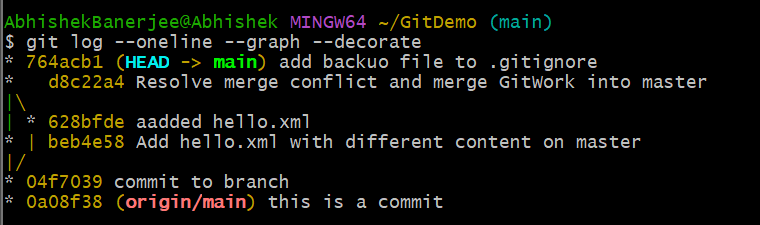 AbhishekBanerjee@Abhishek MINGW64 ~/GitDemo (main)
$ git log --oneline --graph --decorate
* 764acb1 (HEAD -> main) add backuo file to .gitignore
*   d8c22a4 Resolve merge conflict and merge GitWork into master
|\
| * 628bfde aadded hello.xml
* | beb4e58 Add hello.xml with different content on master
|/
* 04f7039 commit to branch
* 0a08f38 (origin/main) this is a commit